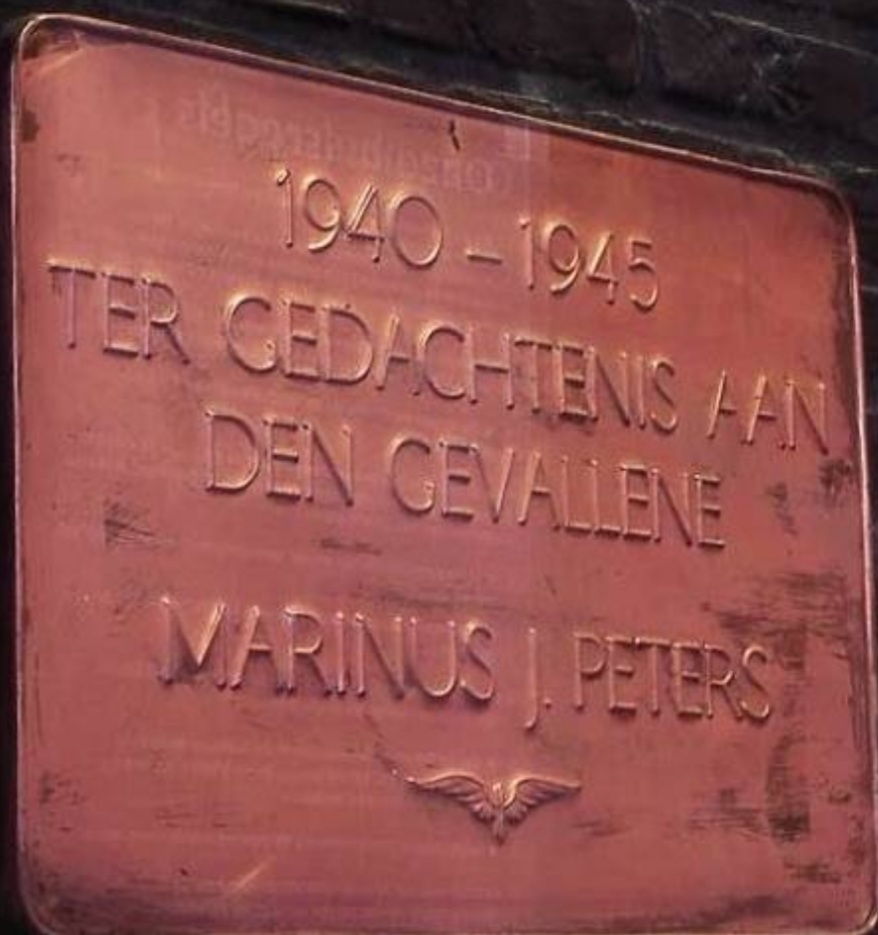 1940 – 1945
TER GEDACHTENIS AAN
DEN GEVALLENE
MARINUS J. PETERS